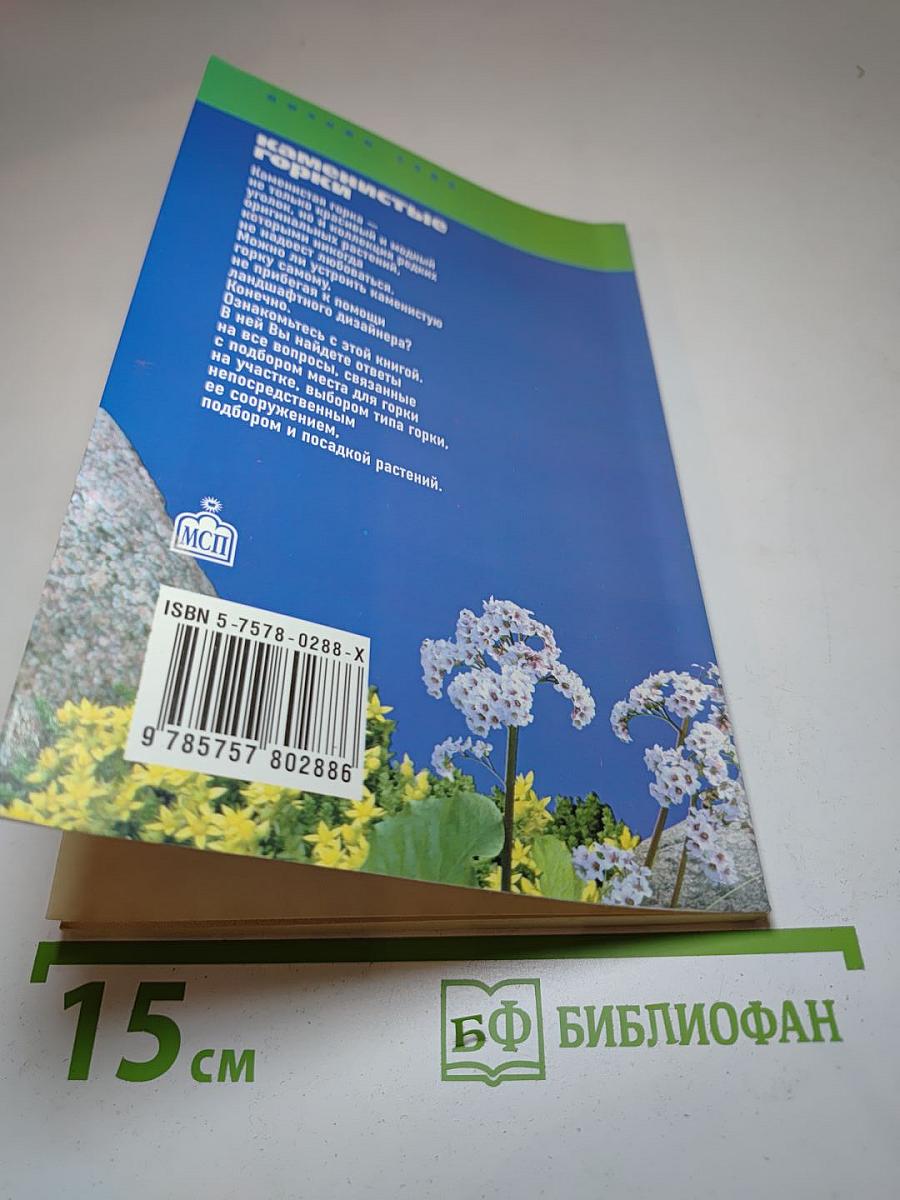 каменистые
горки
Каменистая горка —
не только красивый и модный
уголок, но и коллекция редких
оригинальных растений,
которыми никогда
не надоест любоваться.
Можно ли устроить каменистую
горку самому,
не прибегая к помощи
ландшафтного дизайнера?
Конечно.
Ознакомьтесь с этой книгой.
В ней Вы найдете ответы
на все вопросы, связанные
с подбором места для горки
на участке, выбором типа горки,
непосредственным
ее сооружением,
подбором и посадкой растений.
МСП
ISBN 5-7578-0288-X
9 785757 802886
15 см
БФ БИБЛИОФАН